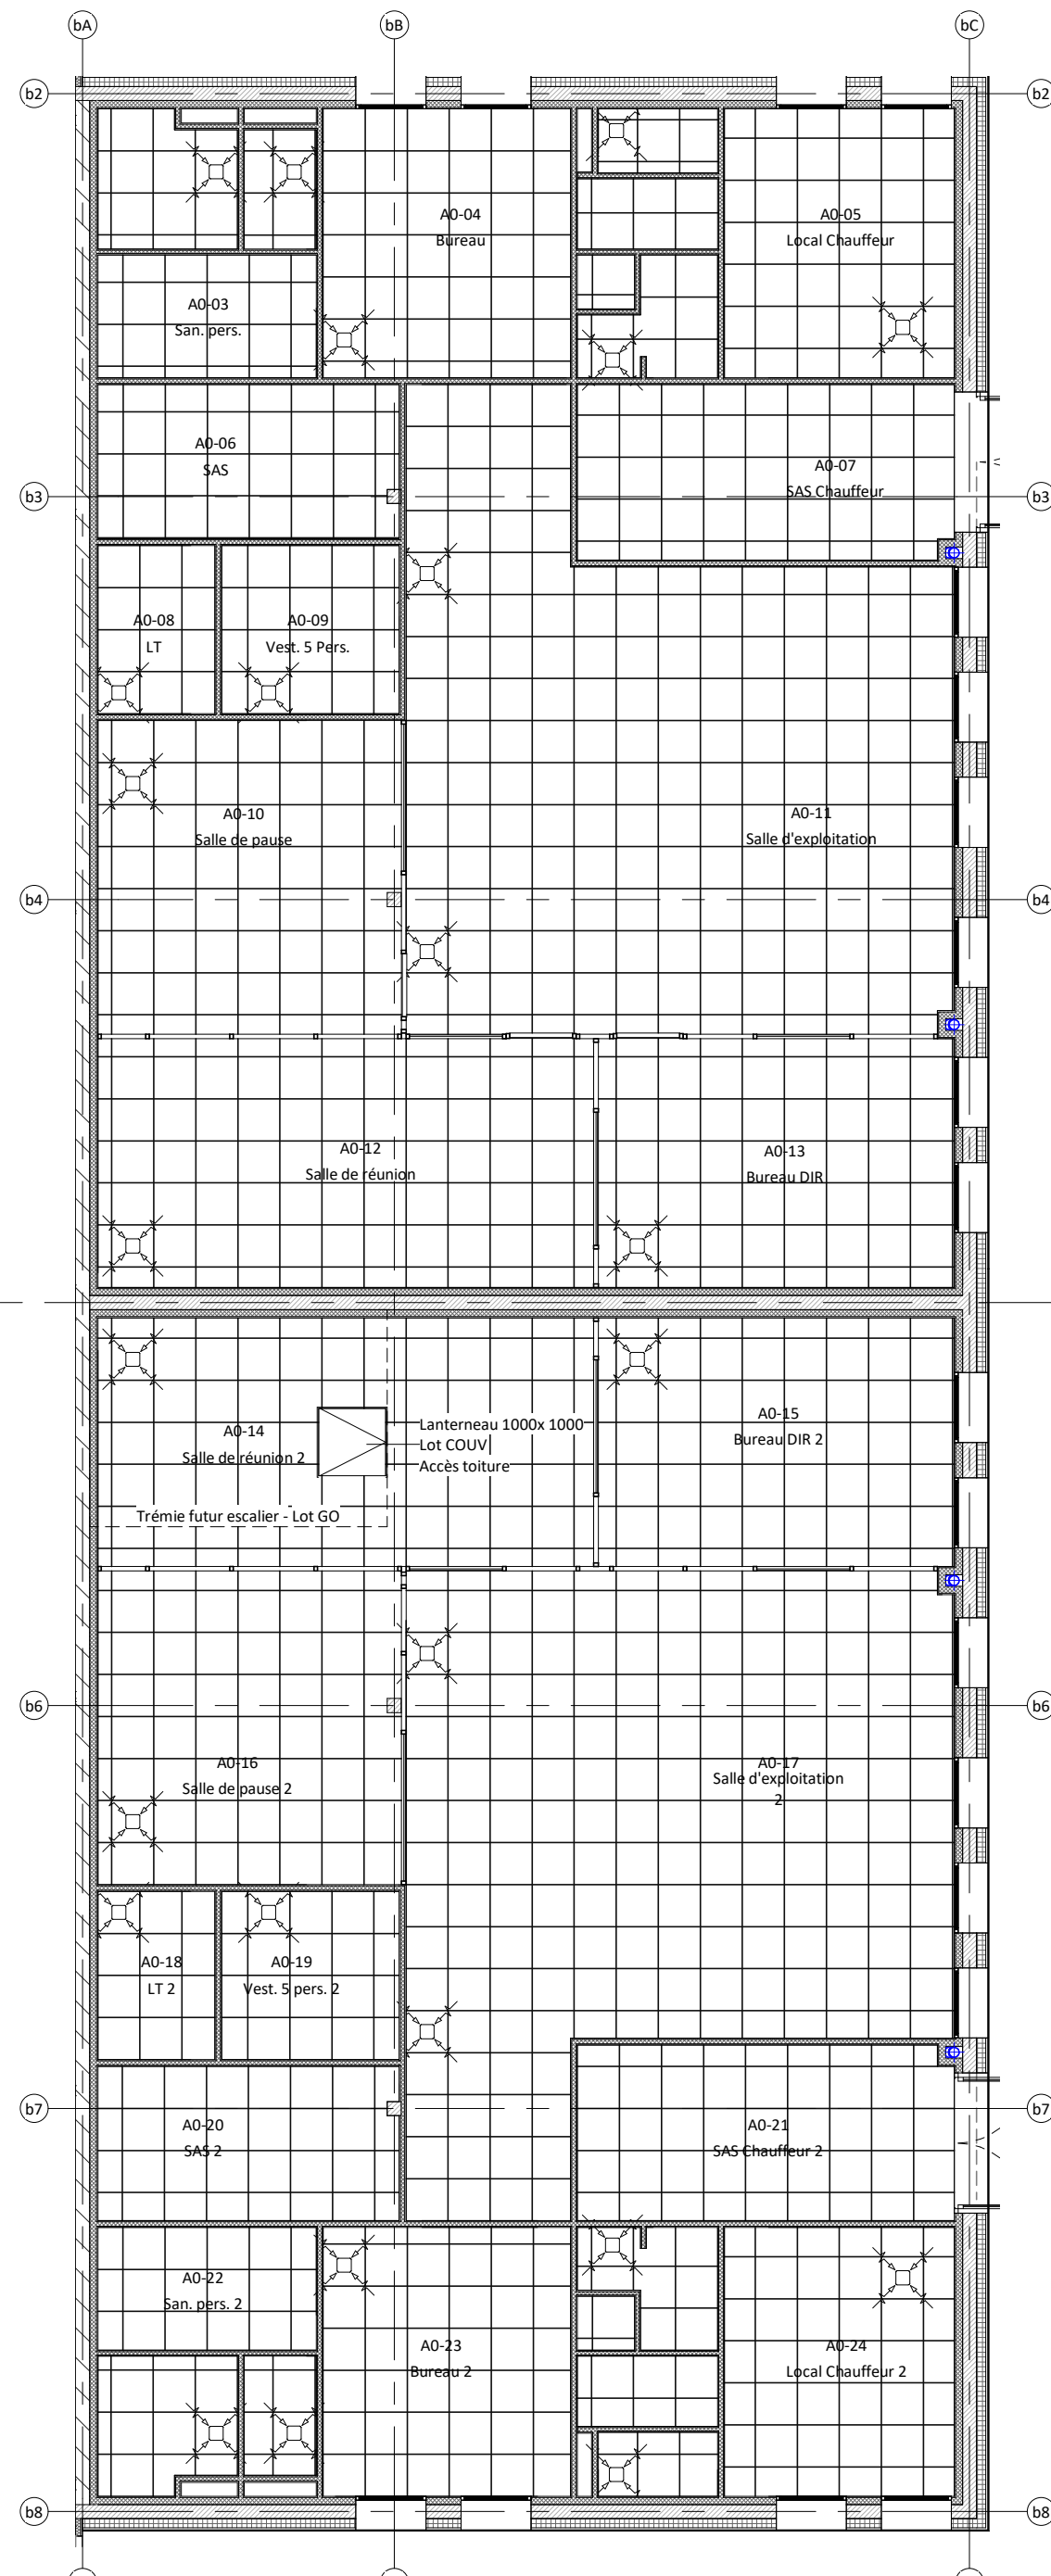 bA
bB
bC
b2
b2
A0-04
Bureau
A0-05
Local Chauffeur
A0-03
San. pers.
A0-06
SAS
A0-07
SAS Chauffeur
b3
b3
A0-08
LT
A0-09
Vest. 5 Pers.
A0-10
Salle de pause
A0-11
Salle d'exploitation
b4
b4
A0-12
Salle de réunion
A0-13
Bureau DIR
A0-14
Salle de réunion 2
Lanterneau 1000x 1000
Lot COUV
Accès toiture
A0-15
Bureau DIR 2
Trémie futur escalier - Lot GO
b6
b6
A0-16
Salle de pause 2
A0-17
Salle d'exploitation
2
A0-18
LT 2
A0-19
Vest. 5 pers. 2
b7
b7
A0-20
SAS 2
A0-21
SAS Chauffeur 2
A0-22
San. pers. 2
A0-23
Bureau 2
A0-24
Local Chauffeur 2
b8
b8